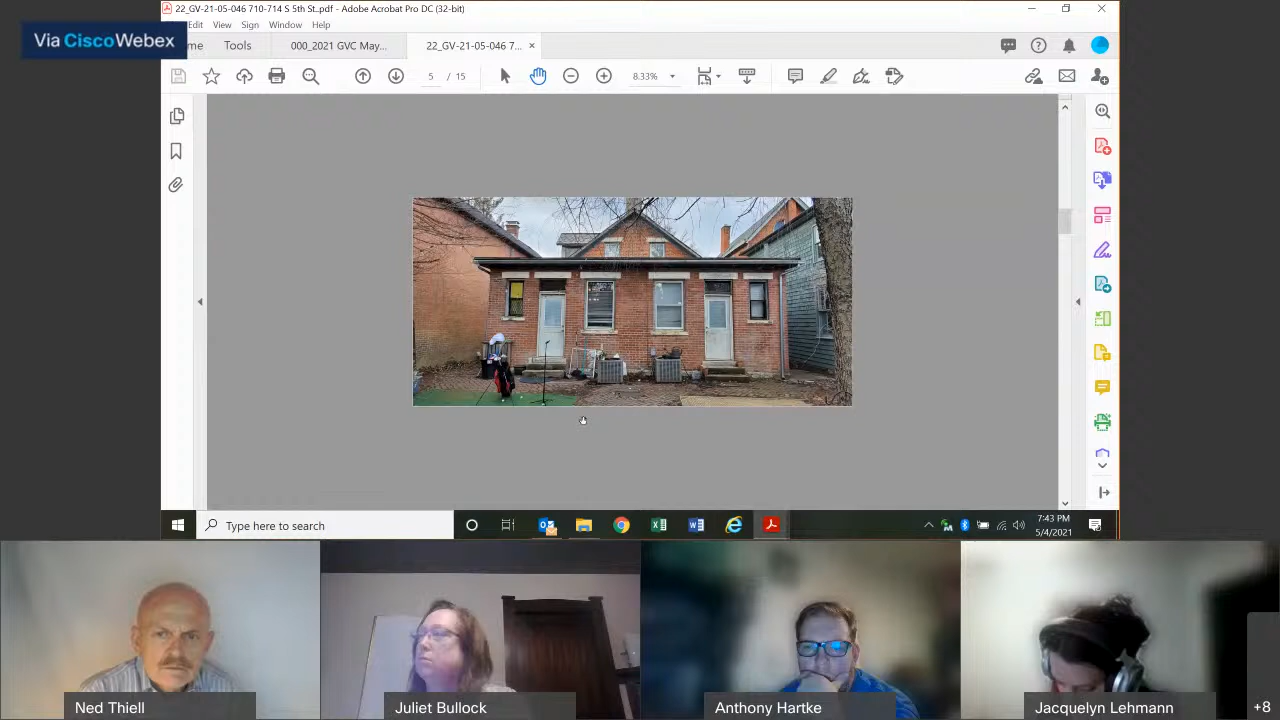 22_GV-21-05-046 710-714 S 5th St..pdf - Adobe Acrobat Pro DC (32-bit)
Edit View Sign Window Help
Via CiscoWebex
me Tools 000_2021 GVC May... 22_GV-21-05-046 7... ×
5 / 15 8.33%
Type here to search
7:43 PM
5/4/2021
Ned Thiell Juliet Bullock Anthony Hartke Jacquelyn Lehmann +8